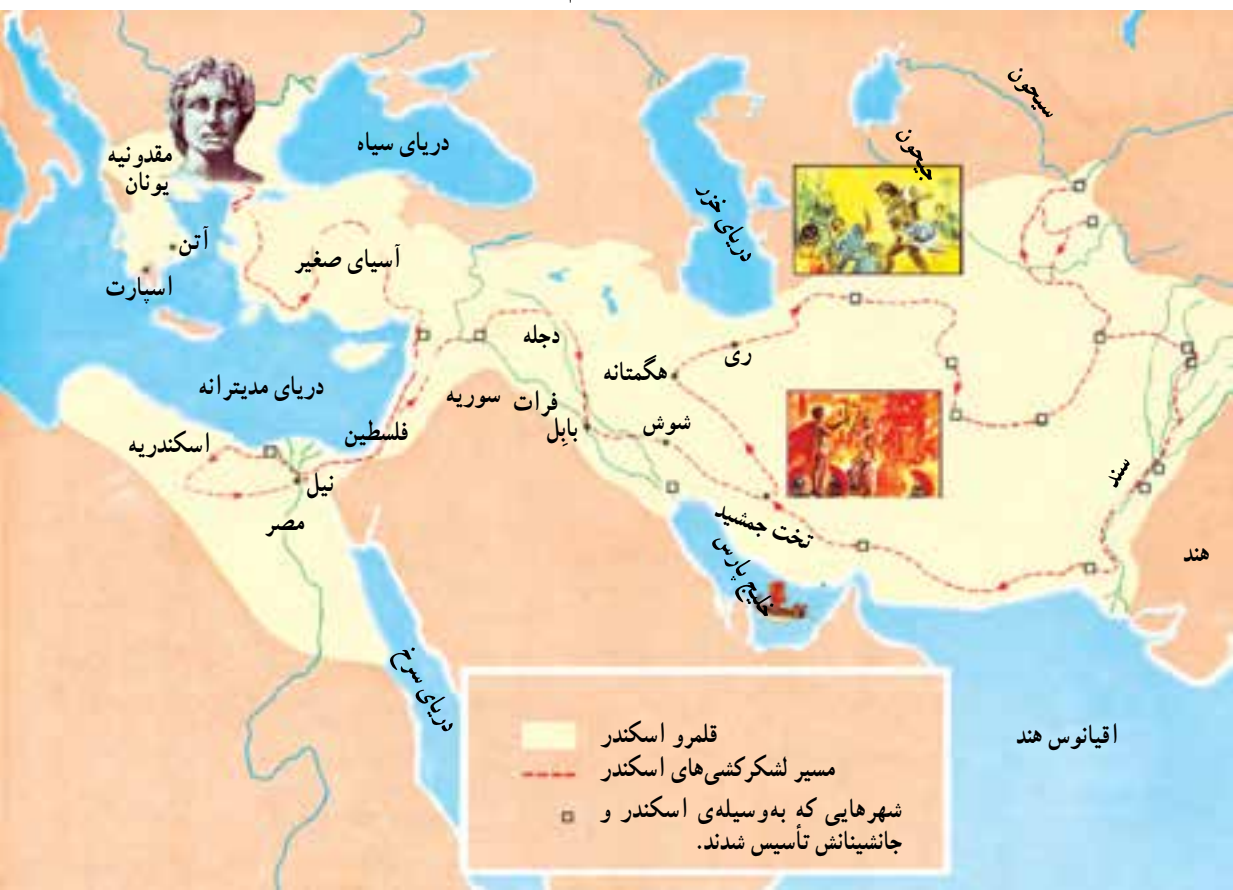 سیحون
جیحون
دریای سیاه
مقدونیه
یونان
دریای خزر
آتن
آسیای صغیر
اسپارت
دجله
ری
هگمتانه
دریای مدیترانه
سوریه
فرات
شوش
بابِل
فلسطین
اسکندریه
سند
نیل
مصر
تخت جمشید
خلیج پارس
هند
دریای سرخ
اقیانوس هند
قلمرو اسکندر
مسیر لشکرکشی‌های اسکندر
شهرهایی که به‌وسیله‌ی اسکندر و
جانشینانش تأسیس شدند.